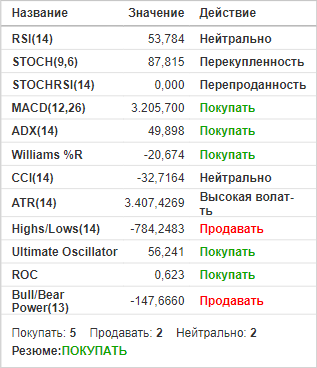 Название Значение Действие
RSI(14) 53,784 Нейтрально
STOCH(9,6) 87,815 Перекупленность
STOCHRSI(14) 0,000 Перепроданность
MACD(12,26) 3.205,700 Покупать
ADX(14) 49,898 Покупать
Williams %R -20,674 Покупать
CCI(14) -32,7164 Нейтрально
ATR(14) 3.407,4269 Высокая волат-
ть
Highs/Lows(14) -784,2483 Продавать
Ultimate Oscillator 56,241 Покупать
ROC 0,623 Покупать
Bull/Bear
Power(13) -147,6660 Продавать
Покупать: 5 Продавать: 2 Нейтрально: 2
Резюме:ПОКУПАТЬ